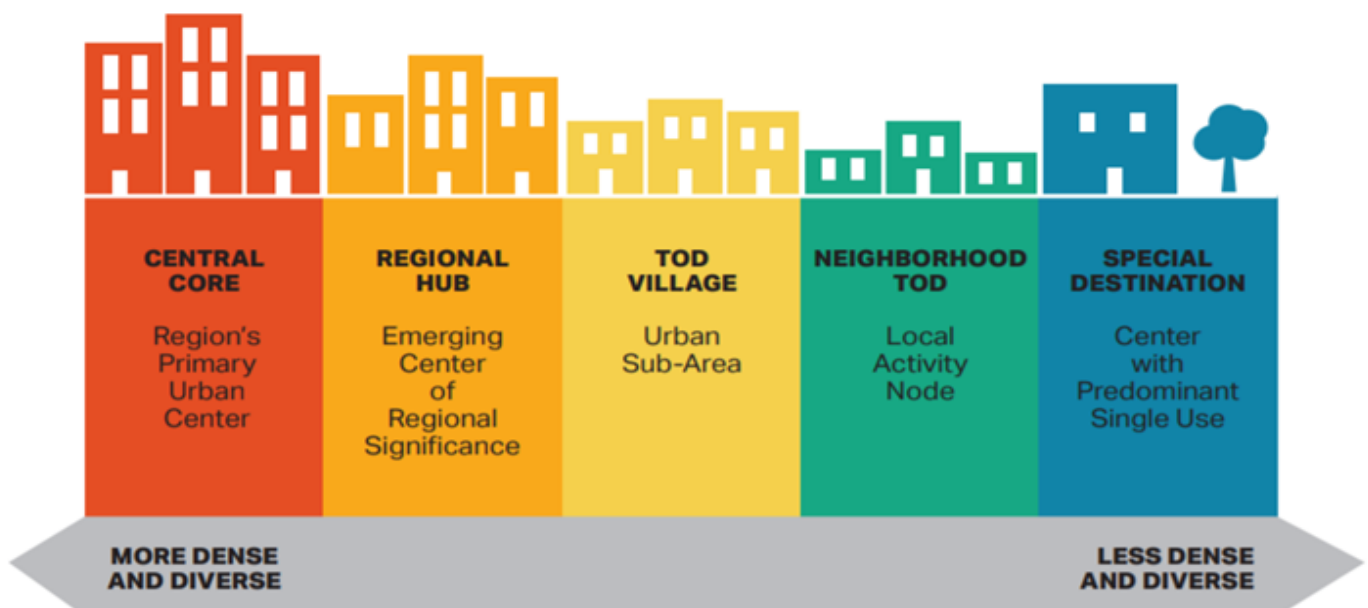 CENTRAL
CORE
Region's
Primary
Urban
Center
REGIONAL
HUB
Emerging
Center
of
Regional
Significance
TOD
VILLAGE
Urban
Sub-Area
NEIGHBORHOOD
TOD
Local
Activity
Node
SPECIAL
DESTINATION
Center
with
Predominant
Single Use
MORE DENSE
AND DIVERSE
LESS DENSE
AND DIVERSE